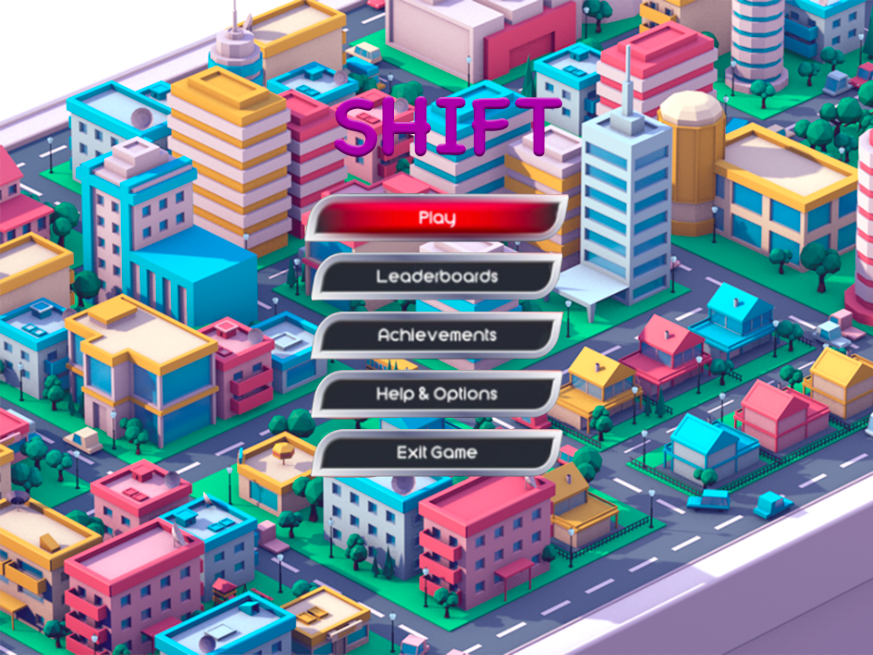 SHIFT
Play
Leaderboards
Achievements
Help & Options
Exit Game